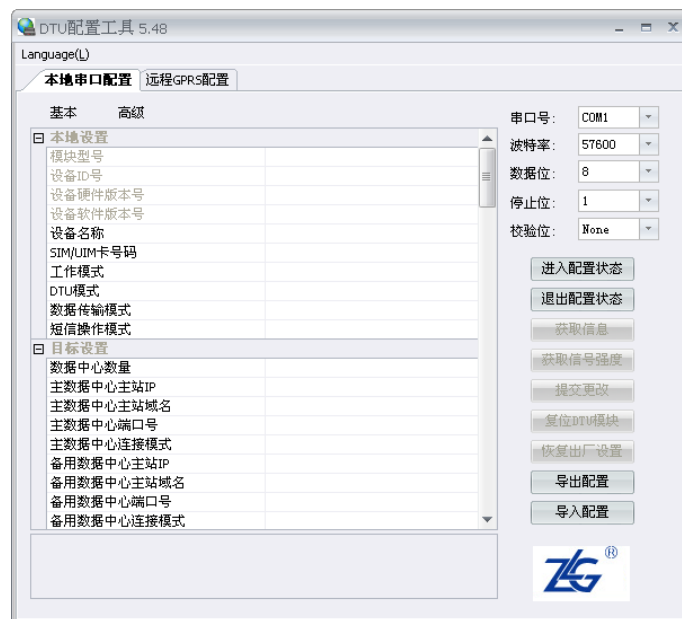 DTU配置工具 5.48
Language(L)
本地串口配置 远程GPRS配置
基本 高级
本地设置
模块型号
设备ID号
设备硬件版本号
设备软件版本号
设备名称
SIM/UIM卡号码
工作模式
DTU模式
数据传输模式
短信操作模式
目标设置
数据中心数量
主数据中心主站IP
主数据中心主站域名
主数据中心端口号
主数据中心连接模式
备用数据中心主站IP
备用数据中心主站域名
备用数据中心端口号
备用数据中心连接模式
串口号: COM1
波特率: 57600
数据位: 8
停止位: 1
校验位: None
进入配置状态
退出配置状态
获取信息
获取信号强度
提交更改
复位DTU模块
恢复出厂设置
导出配置
导入配置
ZLG®